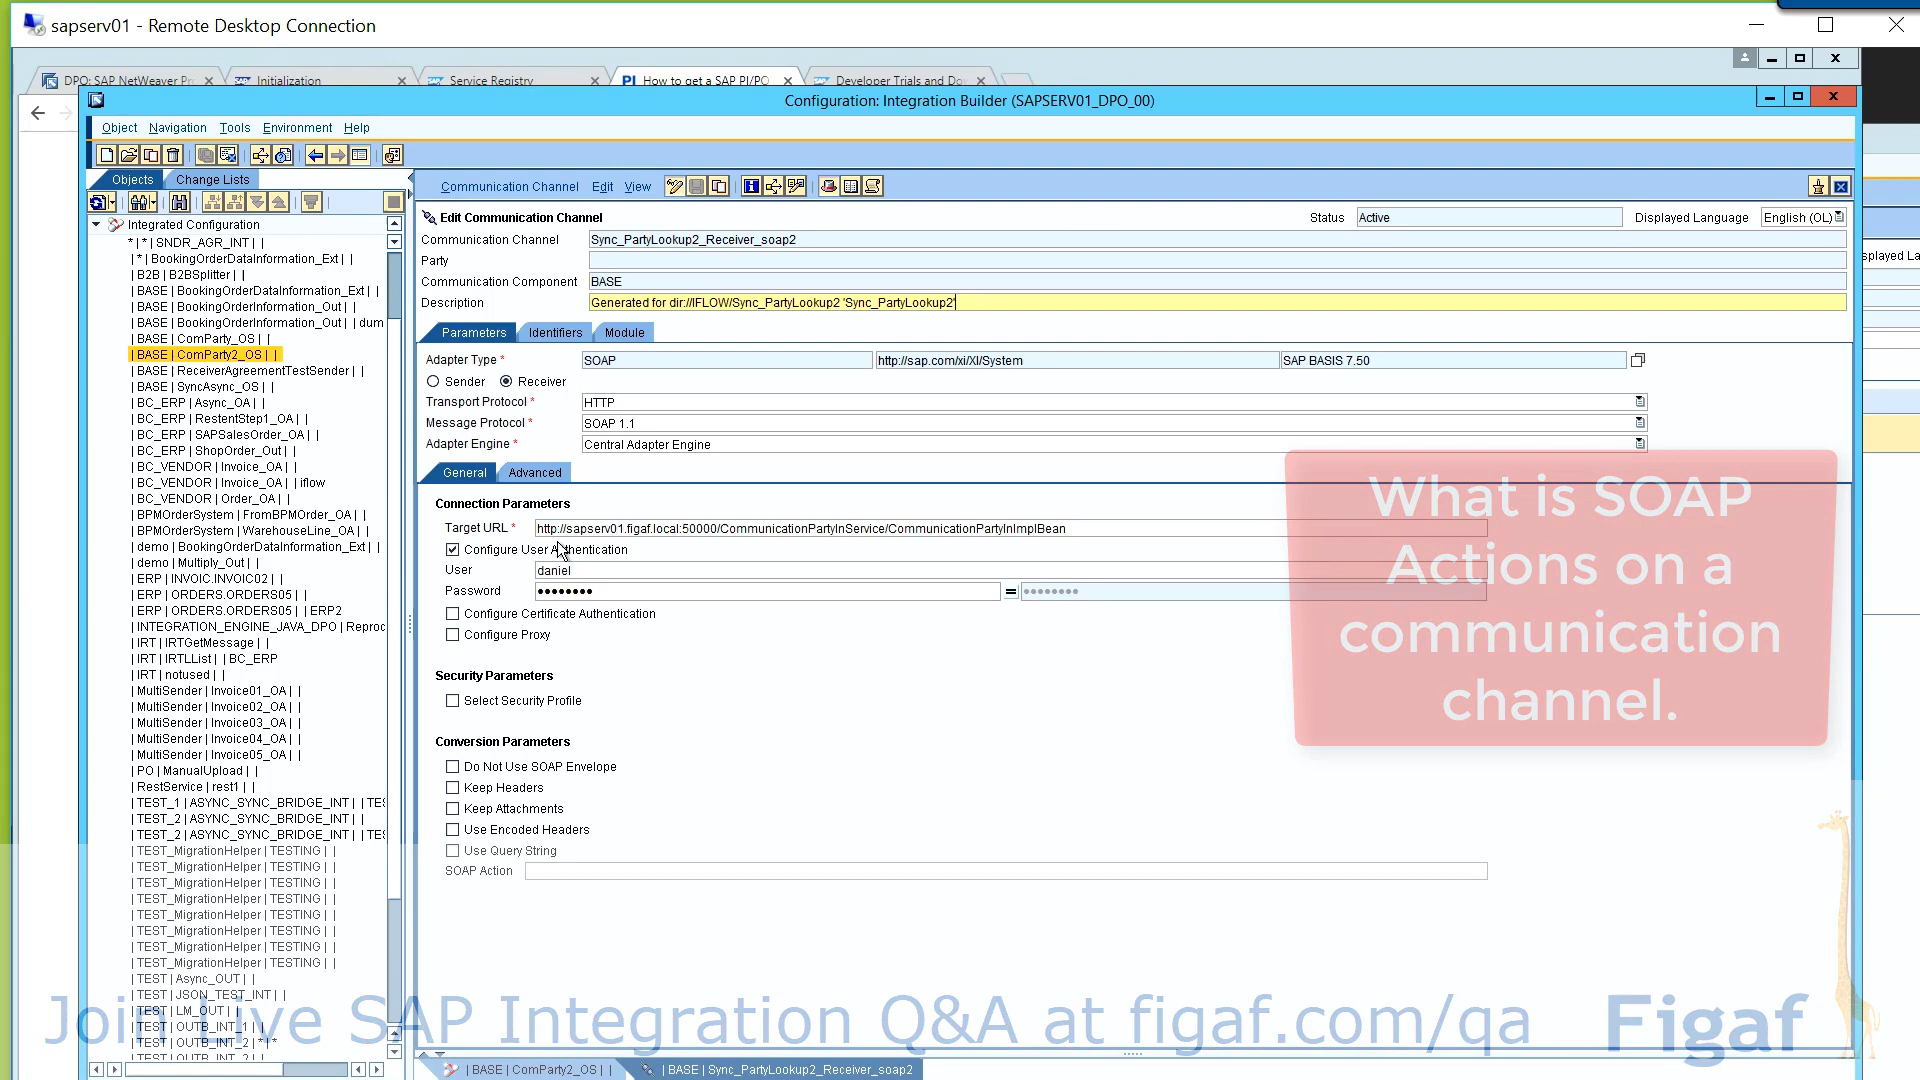 sapserv01 - Remote Desktop Connection
DPO: SAP NetWeaver Pr
Initialization
Service Registry
PI How to get a SAP PI/PO
Developer Trials and Do
Configuration: Integration Builder (SAPSERV01_DPO_00)
Object Navigation Tools Environment Help
Objects Change Lists
Communication Channel Edit View
Integrated Configuration
* | * | SNDR_AGR_INT | |
| * | BookingOrderDataInformation_Ext | |
| B2B | B2BSplitter | |
| BASE | BookingOrderDataInformation_Ext | |
| BASE | BookingOrderInformation_Out | |
| BASE | BookingOrderInformation_Out | | dum
| BASE | ComParty_OS | |
| BASE | ComParty2_OS | |
| BASE | ReceiverAgreementTestSender | |
| BASE | SyncAsync_OS | |
| BC_ERP | Async_OA | |
| BC_ERP | RestentStep1_OA | |
| BC_ERP | SAPSalesOrder_OA | |
| BC_ERP | ShopOrder_Out | |
| BC_VENDOR | Invoice_OA | |
| BC_VENDOR | Invoice_OA | | iflow
| BC_VENDOR | Order_OA | |
| BPMOrderSystem | FromBPMOrder_OA | |
| BPMOrderSystem | WarehouseLine_OA | |
| demo | BookingOrderDataInformation_Ext | |
| demo | Multiply_Out | |
| ERP | INVOIC.INVOIC02 | |
| ERP | ORDERS.ORDERS05 | |
| ERP | ORDERS.ORDERS05 | | ERP2
| INTEGRATION_ENGINE_JAVA_DPO | Reproc
| IRT | IRTGetMessage | |
| IRT | IRTLList | | BC_ERP
| IRT | notused | |
| MultiSender | Invoice01_OA | |
| MultiSender | Invoice02_OA | |
| MultiSender | Invoice03_OA | |
| MultiSender | Invoice04_OA | |
| MultiSender | Invoice05_OA | |
| PO | ManualUpload | |
| RestService | rest1 | |
| TEST_1 | ASYNC_SYNC_BRIDGE_INT | | TES
| TEST_2 | ASYNC_SYNC_BRIDGE_INT | |
| TEST_2 | ASYNC_SYNC_BRIDGE_INT | | TES
| TEST_MigrationHelper | TESTING | |
| TEST_MigrationHelper | TESTING | |
| TEST_MigrationHelper | TESTING | |
| TEST_MigrationHelper | TESTING | |
| TEST_MigrationHelper | TESTING | |
| TEST_MigrationHelper | TESTING | |
| TEST_MigrationHelper | TESTING | |
| TEST_MigrationHelper | TESTING | |
| TEST | Async_OUT | |
| TEST | JSON_TEST_INT | |
| TEST | LM_OUT | |
| TEST | OUTB_INT_1 | |
| TEST | OUTB_INT_2 | * | *
| TEST | OUTB_INT_2 | |
Edit Communication Channel
Status Active
Displayed Language English (OL)
Communication Channel Sync_PartyLookup2_Receiver_soap2
Party
Communication Component BASE
Description Generated for dir://IFLOW/Sync_PartyLookup2 'Sync_PartyLookup2'
Parameters Identifiers Module
Adapter Type * SOAP http://sap.com/xi/XI/System SAP BASIS 7.50
Sender Receiver
Transport Protocol * HTTP
Message Protocol * SOAP 1.1
Adapter Engine * Central Adapter Engine
General Advanced
Connection Parameters
Target URL * http://sapserv01.figaf.local:50000/CommunicationPartyInService/CommunicationPartyInImplBean
Configure User Authentication
User daniel
Password •••••••• = ••••••••
Configure Certificate Authentication
Configure Proxy
Security Parameters
Select Security Profile
Conversion Parameters
Do Not Use SOAP Envelope
Keep Headers
Keep Attachments
Use Encoded Headers
Use Query String
SOAP Action
What is SOAP
Actions on a
communication
channel.
splayed La
Join Live SAP Integration Q&A at figaf.com/qa
Figaf
| BASE | ComParty2_OS | |
| BASE | Sync_PartyLookup2_Receiver_soap2